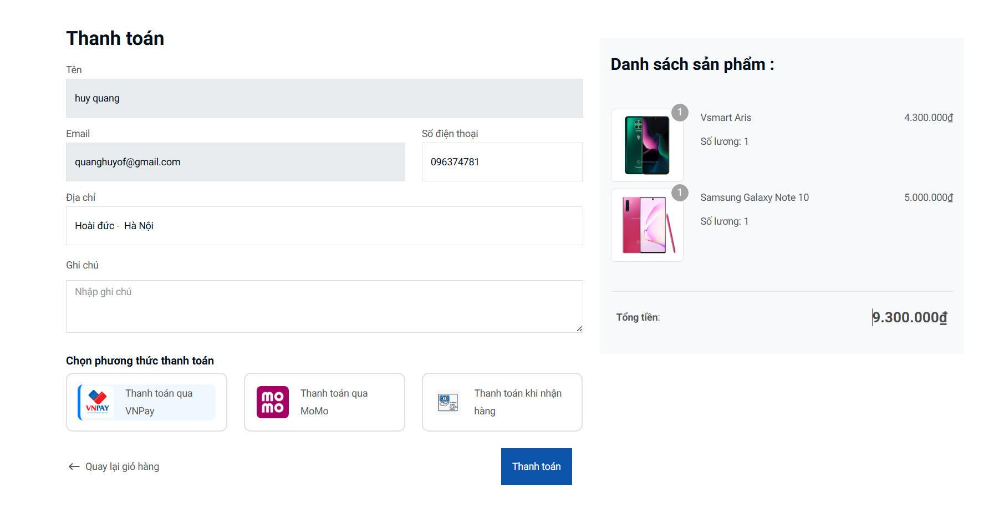 Thanh toán
Tên
huy quang
Email
Số điện thoại
quanghuyof@gmail.com
096374781
Địa chỉ
Hoài đức -  Hà Nội
Ghi chú
Nhập ghi chú
Chọn phương thức thanh toán
VNPAY
Thanh toán qua
VNPay
MOMO
Thanh toán qua
MoMo
Thanh toán khi nhận
hàng
Quay lại giỏ hàng
Thanh toán
Danh sách sản phẩm :
1
Vsmart Aris
4.300.000₫
Số lương: 1
1
Samsung Galaxy Note 10
5.000.000₫
Số lương: 1
Tổng tiền:
9.300.000₫